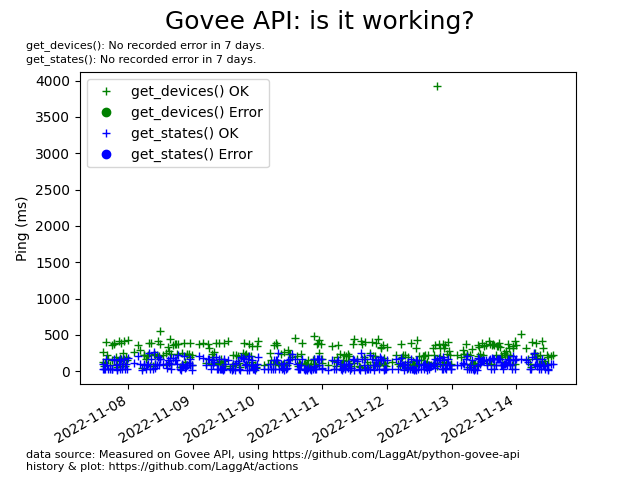 Govee API: is it working?
get_devices(): No recorded error in 7 days.
get_states(): No recorded error in 7 days.
4000
3500
3000
2500
2000
1500
1000
500
0
Ping (ms)
get_devices() OK
get_devices() Error
get_states() OK
get_states() Error
2022-11-08
2022-11-09
2022-11-10
2022-11-11
2022-11-12
2022-11-13
2022-11-14
data source: Measured on Govee API, using https://github.com/LaggAt/python-govee-api
history & plot: https://github.com/LaggAt/actions